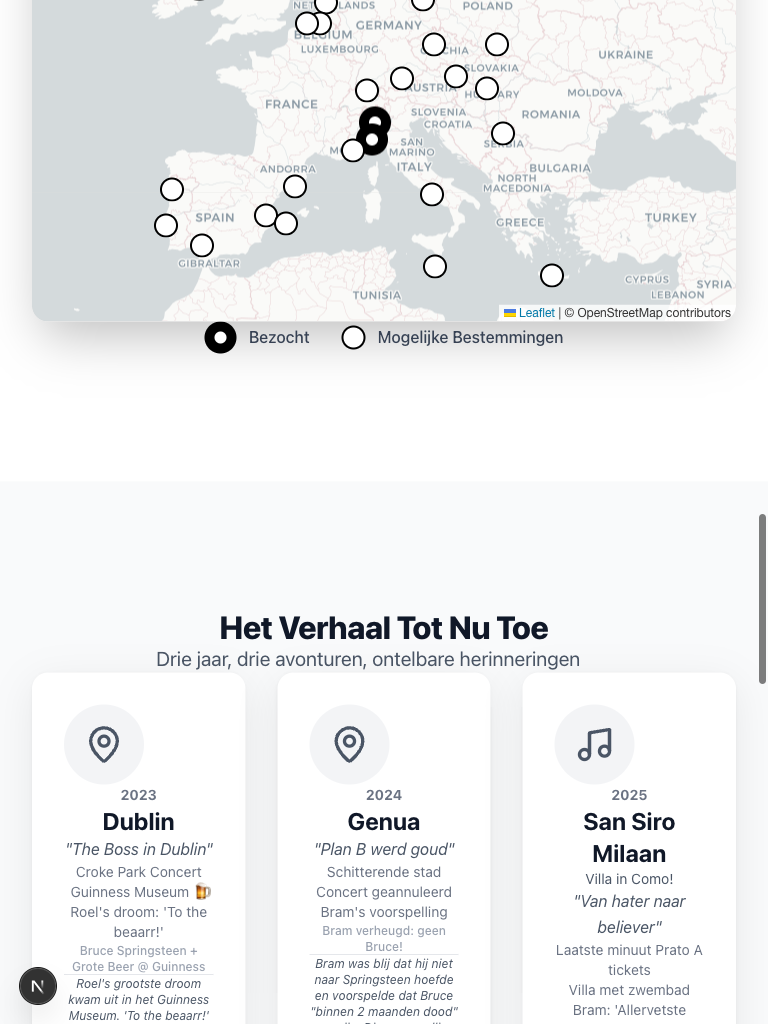 NETHERLANDS
POLAND
GERMANY
BELGIUM
LUXEMBOURG
UKRAINE
SLOVAKIA
AUSTRIA
HUNGARY
MOLDOVA
FRANCE
SLOVENIA
CROATIA
ROMANIA
SAN
MARINO
ITALY
SERBIA
ANDORRA
BULGARIA
NORTH
MACEDONIA
SPAIN
GREECE
TURKEY
GIBRALTAR
TUNISIA
CYPRUS
SYRIA
LEBANON
Leaflet | © OpenStreetMap contributors
Bezocht
Mogelijke Bestemmingen
Het Verhaal Tot Nu Toe
Drie jaar, drie avonturen, ontelbare herinneringen
2023
Dublin
"The Boss in Dublin"
Croke Park Concert
Guinness Museum 🍺
Roel's droom: 'To the
beaarr!'
Bruce Springsteen +
Grote Beer @ Guinness
Roel's grootste droom
kwam uit in het Guinness
Museum. 'To the beaarr!'
2024
Genua
"Plan B werd goud"
Schitterende stad
Concert geannuleerd
Bram's voorspelling
Bram verheugd: geen
Bruce!
Bram was blij dat hij niet
naar Springsteen hoefde
en voorspelde dat Bruce
"binnen 2 maanden dood"
2025
San Siro
Milaan
Villa in Como!
"Van hater naar
believer"
Laatste minuut Prato A
tickets
Villa met zwembad
Bram: 'Allervetste
N